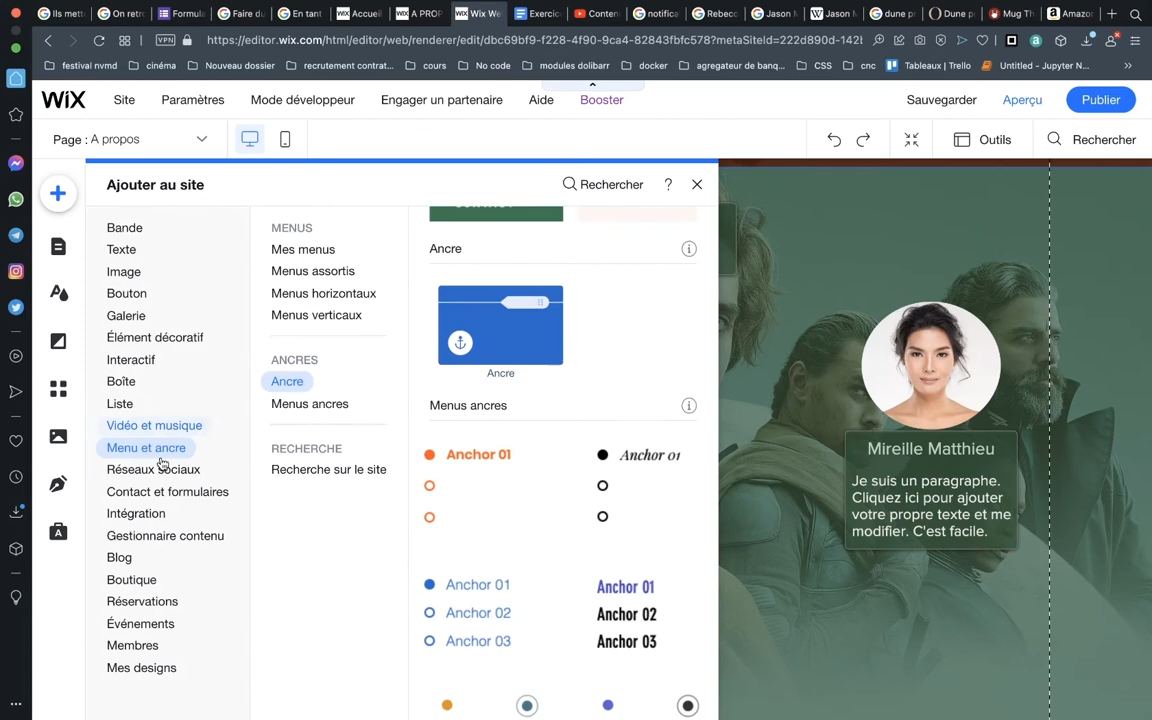 Ils mett
On retr
Formula
Faire du
En tant
Accueil
A PROP
Wix We
Exercic
Conten
notifica
Rebecc
Jason M
Jason M
dune pr
Dune p
Mug Th
Amazo
VPN
https://editor.wix.com/html/editor/web/renderer/edit/dbc69bf9-f228-4f90-9ca4-82843fbfc578?metaSiteId=222d890d-142b
festival nvmd
cinéma
Nouveau dossier
recrutement contrat...
cours
No code
modules dolibarr
docker
agregateur de banq...
CSS
cnc
Tableaux | Trello
Untitled - Jupyter N...
WiX
Site
Paramètres
Mode développeur
Engager un partenaire
Aide
Booster
Sauvegarder
Aperçu
Publier
Page : A propos
Outils
Rechercher
Ajouter au site
Rechercher
?
Bande
Texte
Image
Bouton
Galerie
Élément décoratif
Interactif
Boîte
Liste
Vidéo et musique
Menu et ancre
Réseaux sociaux
Contact et formulaires
Intégration
Gestionnaire contenu
Blog
Boutique
Réservations
Événements
Membres
Mes designs
MENUS
Mes menus
Menus assortis
Menus horizontaux
Menus verticaux
ANCRES
Ancre
Menus ancres
RECHERCHE
Recherche sur le site
Ancre
Ancre
Menus ancres
Anchor 01
Anchor 01
Anchor 01
Anchor 02
Anchor 03
Anchor 01
Anchor 02
Anchor 03
Mireille Matthieu
Je suis un paragraphe.
Cliquez ici pour ajouter
votre propre texte et me
modifier. C'est facile.